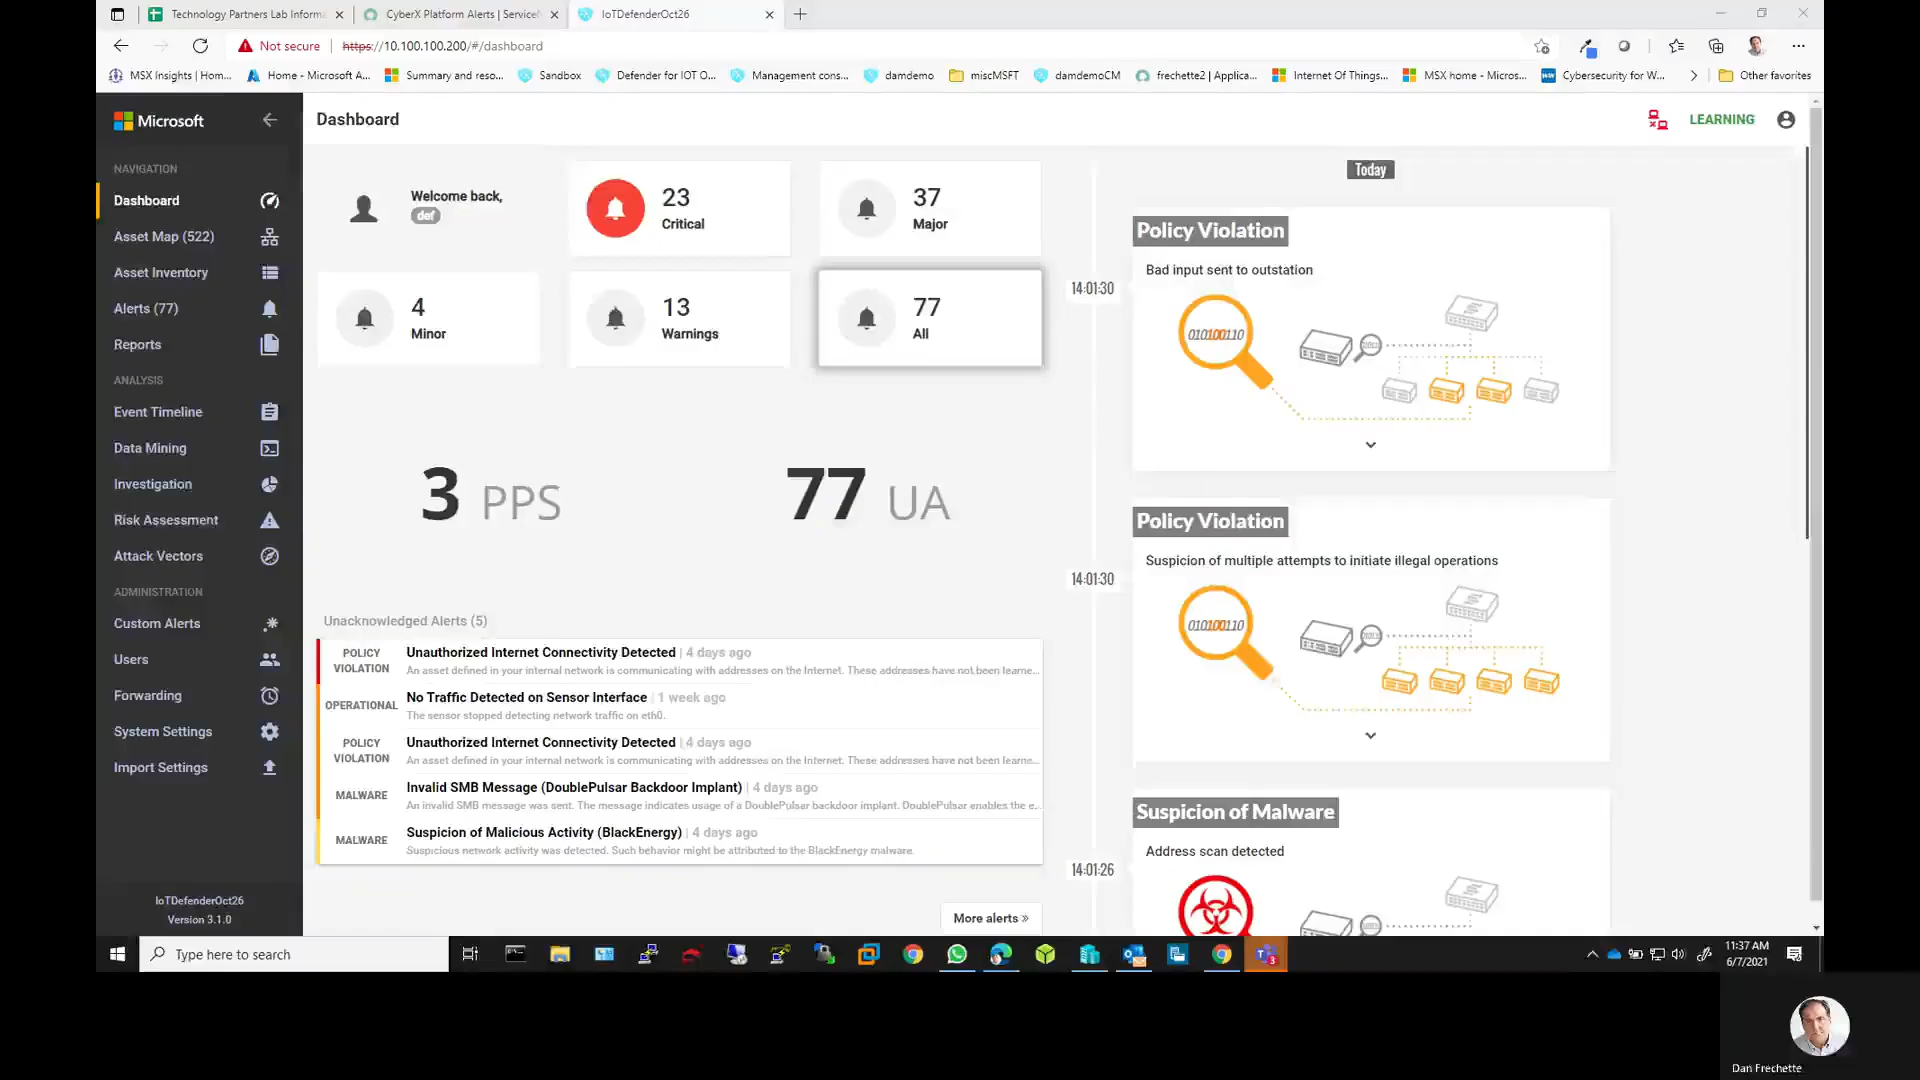 Technology Partners Lab Informa
CyberX Platform Alerts | Service
IoTDefenderOct26
Not secure
https://10.100.100.200/#/dashboard
MSX Insights | Hom...
Home - Microsoft A...
Summary and reso...
Sandbox
Defender for IOT O...
Management cons...
damdemo
miscMSFT
damdemoCM
frechette2 | Applica...
Internet Of Things...
MSX home - Micros...
Cybersecurity for W...
Other favorites
Microsoft
Dashboard
LEARNING
NAVIGATION
Dashboard
Asset Map (522)
Asset Inventory
Alerts (77)
Reports
ANALYSIS
Event Timeline
Data Mining
Investigation
Risk Assessment
Attack Vectors
ADMINISTRATION
Custom Alerts
Users
Forwarding
System Settings
Import Settings
IoTDefenderOct26
Version 3.1.0
Welcome back,
def
23
Critical
37
Major
4
Minor
13
Warnings
77
All
3 PPS
77 UA
Unacknowledged Alerts (5)
POLICY VIOLATION
Unauthorized Internet Connectivity Detected | 4 days ago
An asset defined in your internal network is communicating with addresses on the Internet. These addresses have not been learne...
OPERATIONAL
No Traffic Detected on Sensor Interface | 1 week ago
The sensor stopped detecting network traffic on eth0.
POLICY VIOLATION
Unauthorized Internet Connectivity Detected | 4 days ago
An asset defined in your internal network is communicating with addresses on the Internet. These addresses have not been learne...
MALWARE
Invalid SMB Message (DoublePulsar Backdoor Implant) | 4 days ago
An invalid SMB message was sent. The message indicates usage of a DoublePulsar backdoor implant. DoublePulsar enables the e...
MALWARE
Suspicion of Malicious Activity (BlackEnergy) | 4 days ago
Suspicious network activity was detected. Such behavior might be attributed to the BlackEnergy malware.
More alerts »
Today
14:01:30
Policy Violation
Bad input sent to outstation
010100110
14:01:30
Policy Violation
Suspicion of multiple attempts to initiate illegal operations
010100110
14:01:26
Suspicion of Malware
Address scan detected
Type here to search
11:37 AM
6/7/2021
Dan Frechette